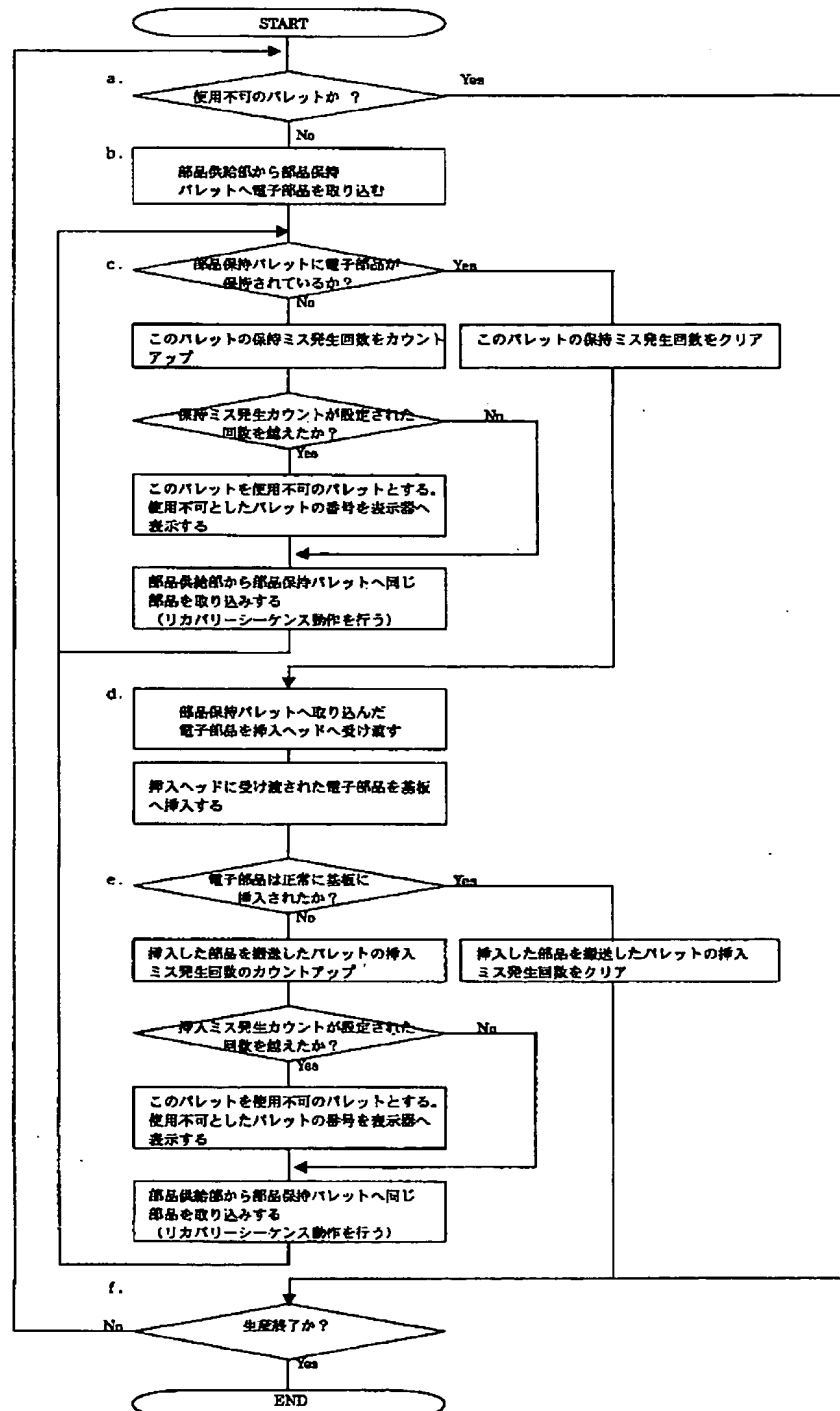 START
a.
使用不可のパレットか ?
Yes
No
b.
部品供給部から部品保持
パレットへ電子部品を取り込む
c.
部品保持パレットに電子部品が
保持されているか?
Yes
No
このパレットの保持ミス発生回数をカウント
アップ
このパレットの保持ミス発生回数をクリア
保持ミス発生カウントが設定された
回数を越えたか?
No
Yes
このパレットを使用不可のパレットとする。
使用不可としたパレットの番号を表示器へ
表示する
部品供給部から部品保持パレットへ同じ
部品を取り込みする
(リカバリーシーケンス動作を行う)
d.
部品保持パレットへ取り込んだ
電子部品を挿入ヘッドへ受け渡す
挿入ヘッドに受け渡された電子部品を基板
へ挿入する
e.
電子部品は正常に基板に
挿入されたか?
Yes
No
挿入した部品を搬送したパレットの挿入
ミス発生回数のカウントアップ
挿入した部品を搬送したパレットの挿入
ミス発生回数をクリア
挿入ミス発生カウントが設定された
回数を越えたか?
No
Yes
このパレットを使用不可のパレットとする。
使用不可としたパレットの番号を表示器へ
表示する
部品供給部から部品保持パレットへ同じ
部品を取り込みする
(リカバリーシーケンス動作を行う)
f.
No
生産終了か?
Yes
END